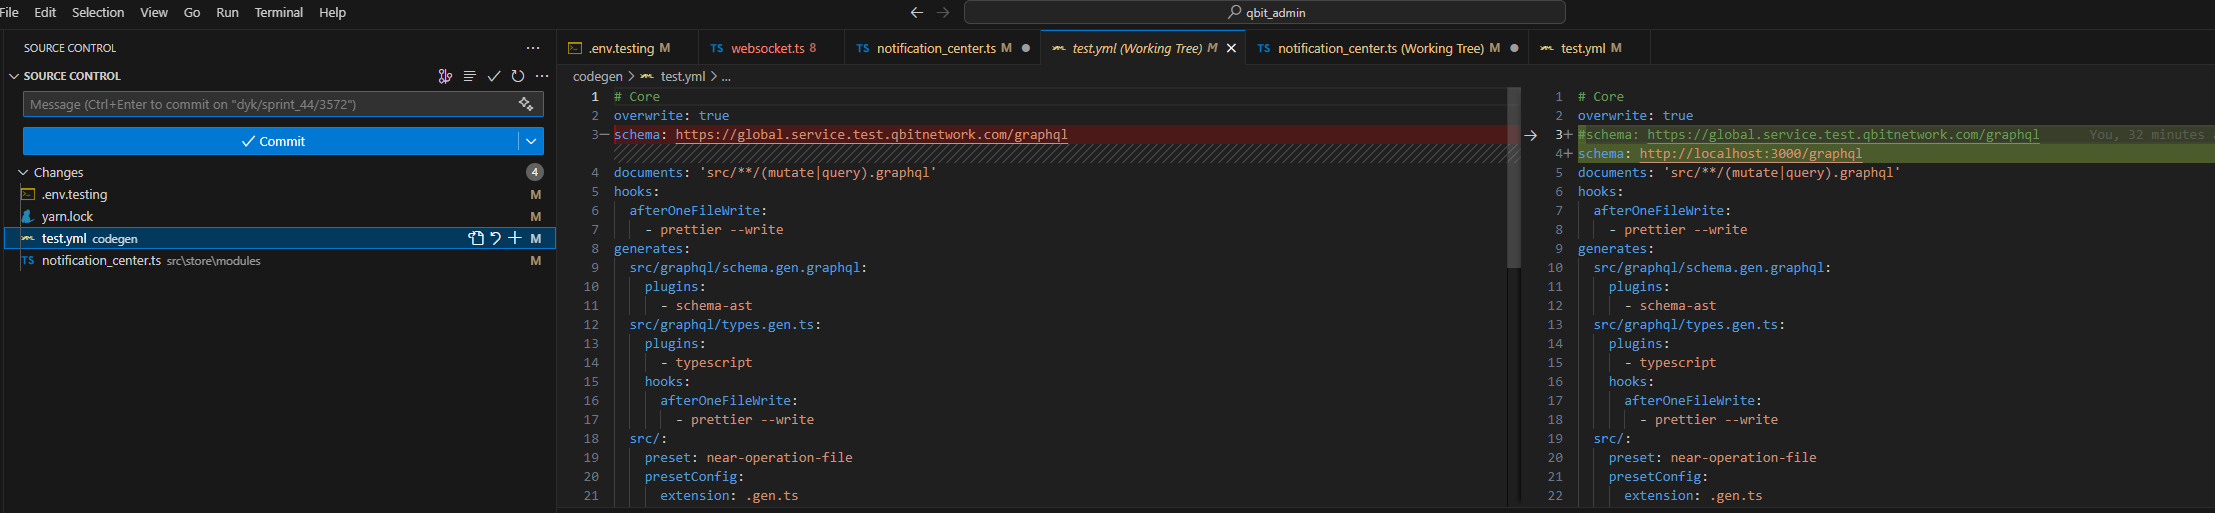 File Edit Selection View Go Run Terminal Help
qbit_admin
SOURCE CONTROL
SOURCE CONTROL
Message (Ctrl+Enter to commit on "dyk/sprint_44/3572")
Commit
Changes 4
.env.testing M
yarn.lock M
test.yml codegen M
notification_center.ts src\store\modules M
.env.testing M
TS websocket.ts 8
TS notification_center.ts M
test.yml (Working Tree) M
TS notification_center.ts (Working Tree) M
test.yml M
codegen > test.yml > ...
1 # Core
2 overwrite: true
3 schema: https://global.service.test.qbitnetwork.com/graphql
4 documents: 'src/**/(mutate|query).graphql'
5 hooks:
6 afterOneFileWrite:
7 - prettier --write
8 generates:
9 src/graphql/schema.gen.graphql:
10 plugins:
11 - schema-ast
12 src/graphql/types.gen.ts:
13 plugins:
14 - typescript
15 hooks:
16 afterOneFileWrite:
17 - prettier --write
18 src/:
19 preset: near-operation-file
20 presetConfig:
21 extension: .gen.ts
1 # Core
2 overwrite: true
3+ #schema: https://global.service.test.qbitnetwork.com/graphql You, 32 minutes
4+ schema: http://localhost:3000/graphql
5 documents: 'src/**/(mutate|query).graphql'
6 hooks:
7 afterOneFileWrite:
8 - prettier --write
9 generates:
10 src/graphql/schema.gen.graphql:
11 plugins:
12 - schema-ast
13 src/graphql/types.gen.ts:
14 plugins:
15 - typescript
16 hooks:
17 afterOneFileWrite:
18 - prettier --write
19 src/:
20 preset: near-operation-file
21 presetConfig:
22 extension: .gen.ts